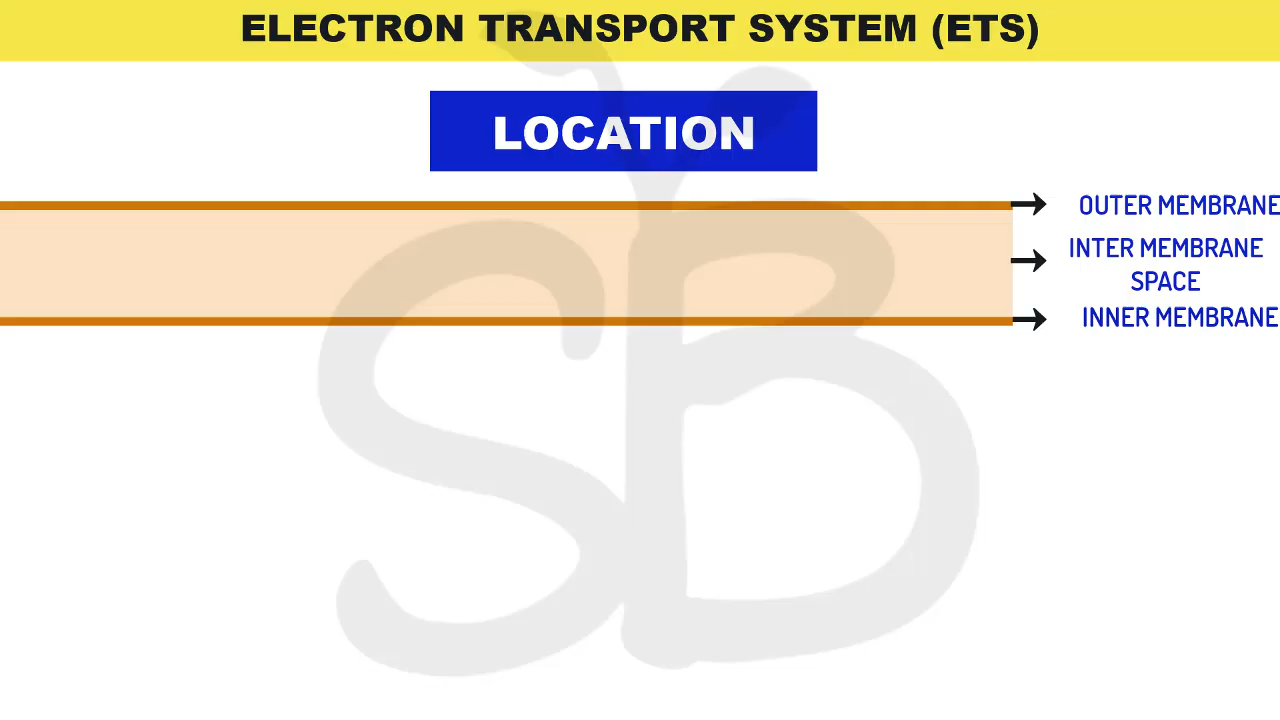 ELECTRON TRANSPORT SYSTEM (ETS)
LOCATION
OUTER MEMBRANE
INTER MEMBRANE
SPACE
INNER MEMBRANE
SB